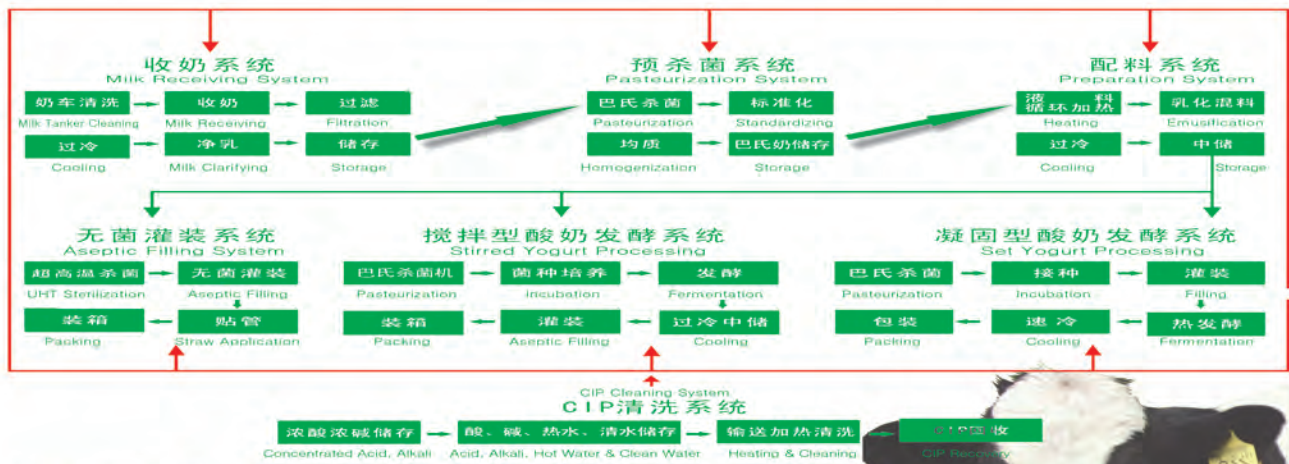 收奶系统
Milk Receiving System
奶车清洗 收奶 过滤
Milk Tanker Cleaning Milk Receiving Filtration
过冷 净乳 储存
Cooling Milk Clarifying Storage
预杀菌系统
Pasteurization System
巴氏杀菌 标准化
Pasteurization Standardizing
均质 巴氏奶储存
Homogenization Storage
配料系统
Preparation System
液料循环加热 乳化混料
Heating Emusification
过冷 中储
Cooling Storage
无菌灌装系统
Aseptic Filling System
超高温杀菌 无菌灌装
UHT Sterilization Aseptic Filling
装箱 贴管
Packing Straw Application
搅拌型酸奶发酵系统
Stirred Yogurt Processing
巴氏杀菌机 菌种培养 发酵
Pasteurization Incubation Fermentation
装箱 灌装 过冷中储
Packing Aseptic Filling Cooling
凝固型酸奶发酵系统
Set Yogurt Processing
巴氏杀菌 接种 灌装
Pasteurization Incubation Filling
包装 速冷 热发酵
Packing Cooling Fermentation
CIP Cleaning System
CIP清洗系统
浓酸浓碱储存 酸、碱、热水、清水储存 输送加热清洗 CIP回收
Concentrated Acid, Alkali Acid, Alkali, Hot Water & Clean Water Heating & Cleaning CIP Recovery